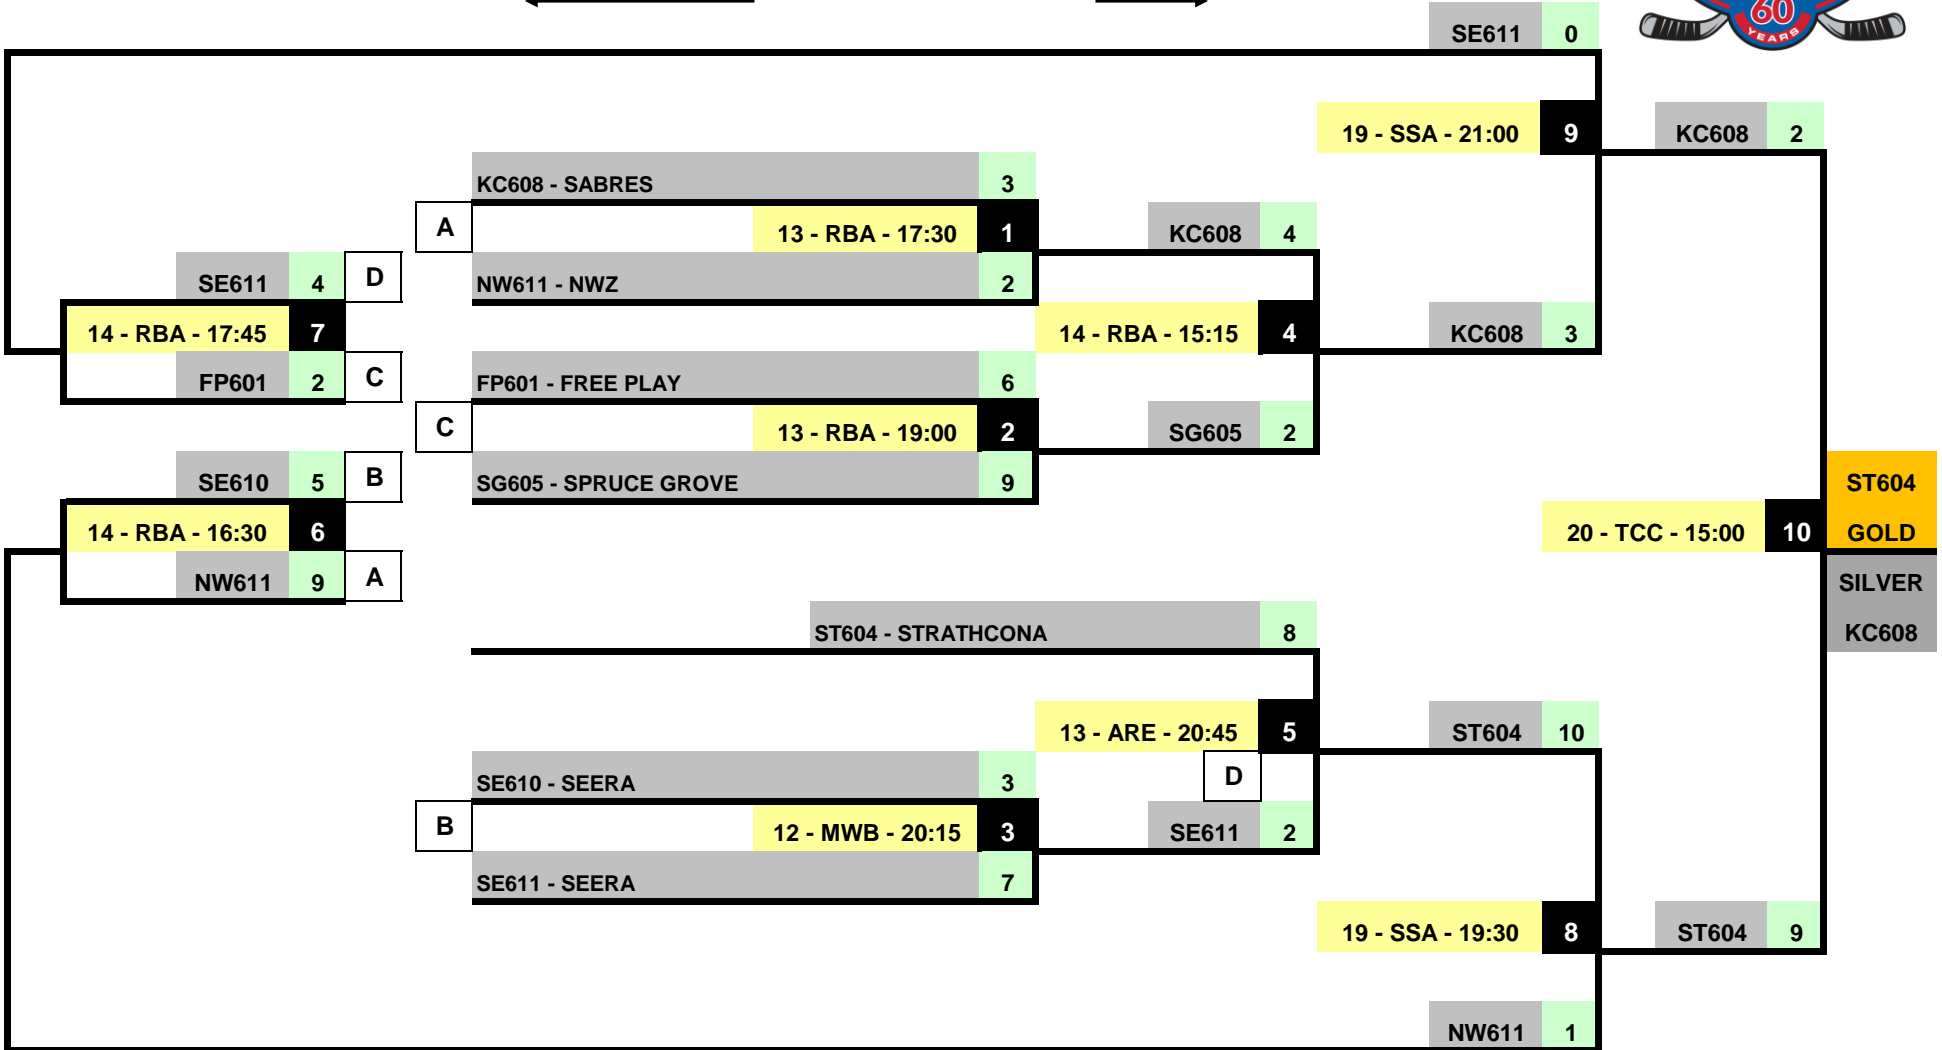 60
YEARS
SE611 0
19 - SSA - 21:00 9
KC608 2
KC608 - SABRES 3
A
13 - RBA - 17:30 1
KC608 4
SE611 4 D
NW611 - NWZ 2
14 - RBA - 17:45 7
14 - RBA - 15:15 4
KC608 3
FP601 2 C
FP601 - FREE PLAY 6
C
13 - RBA - 19:00 2
SG605 2
SE610 5 B
SG605 - SPRUCE GROVE 9
ST604
14 - RBA - 16:30 6
20 - TCC - 15:00 10
GOLD
NW611 9 A
SILVER
ST604 - STRATHCONA 8
KC608
13 - ARE - 20:45 5
ST604 10
SE610 - SEERA 3
D
B
12 - MWB - 20:15 3
SE611 2
SE611 - SEERA 7
19 - SSA - 19:30 8
ST604 9
NW611 1